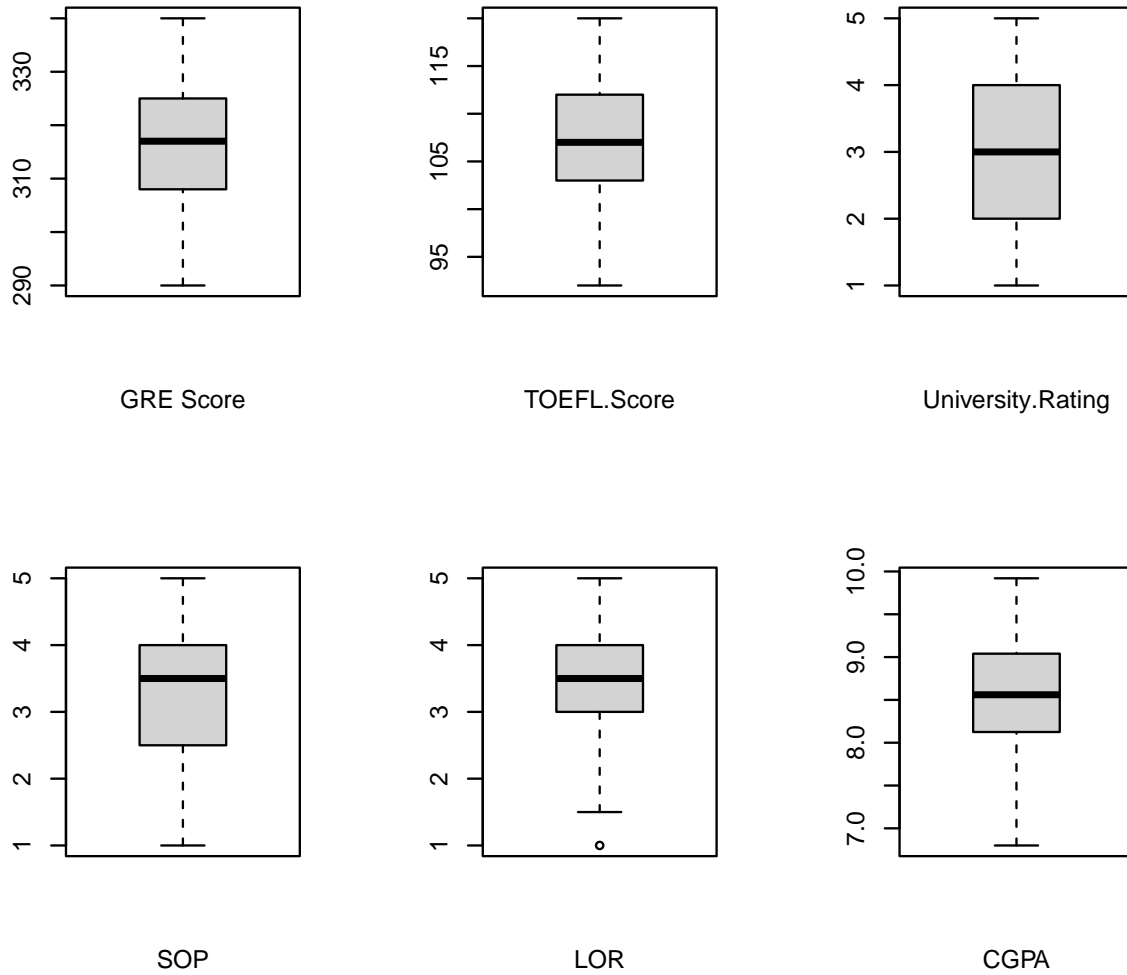 290 310 330
GRE Score
95 105 115
TOEFL.Score
1 2 3 4 5
University.Rating
1 2 3 4 5
SOP
1 2 3 4 5
LOR
7.0 8.0 9.0 10.0
CGPA